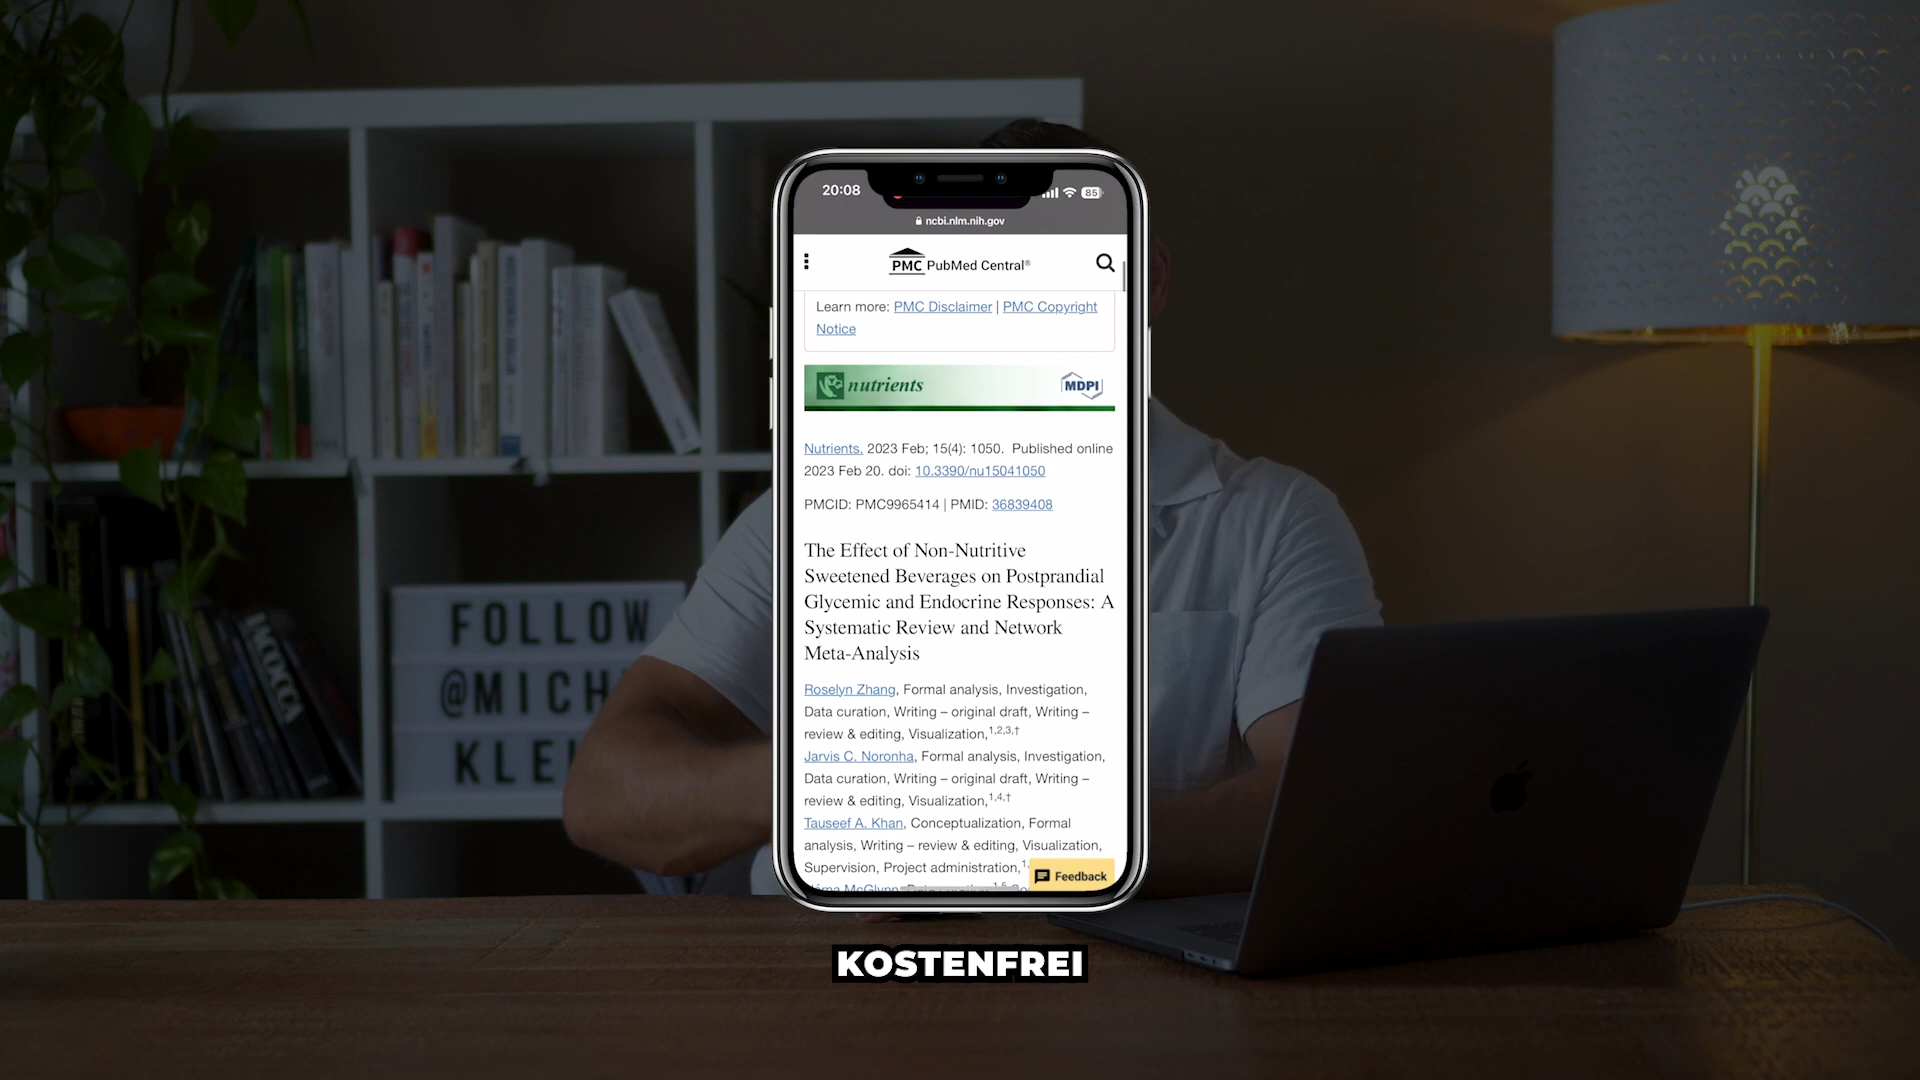 20:08
85
ncbi.nlm.nih.gov
PMC PubMed Central®
Learn more: PMC Disclaimer | PMC Copyright
Notice
nutrients
MDPI
Nutrients. 2023 Feb; 15(4): 1050. Published online
2023 Feb 20. doi: 10.3390/nu15041050
PMCID: PMC9965414 | PMID: 36839408
The Effect of Non-Nutritive
Sweetened Beverages on Postprandial
Glycemic and Endocrine Responses: A
Systematic Review and Network
Meta-Analysis
Roselyn Zhang, Formal analysis, Investigation,
Data curation, Writing – original draft, Writing –
review & editing, Visualization,1,2,3,†
Jarvis C. Noronha, Formal analysis, Investigation,
Data curation, Writing – original draft, Writing –
review & editing, Visualization,1,4,†
Tauseef A. Khan, Conceptualization, Formal
analysis, Writing – review & editing, Visualization,
Supervision, Project administration,1,
McGlynn
Feedback
FOLLOW
@MICH
KLE
IACOCCA
KOSTENFREI